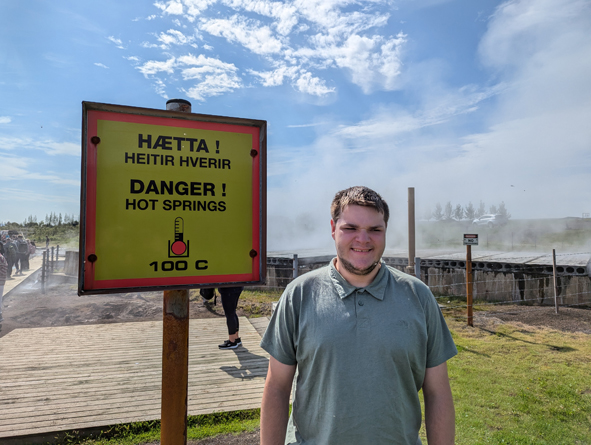 HÆTTA !
HEITIR HVERIR
DANGER !
HOT SPRINGS
100 C